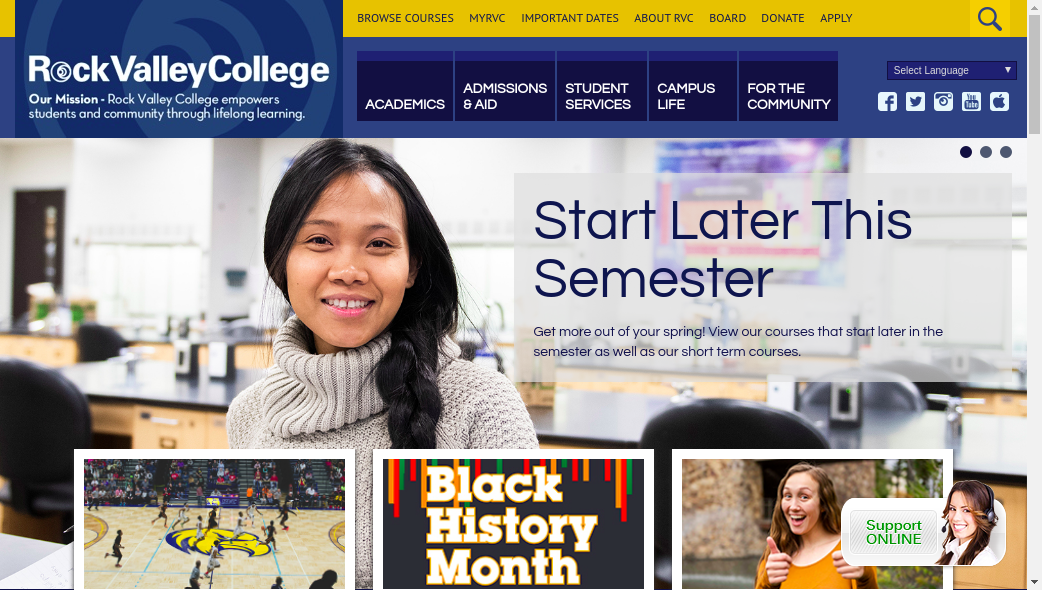 BROWSE COURSES MYRVC IMPORTANT DATES ABOUT RVC BOARD DONATE APPLY
RockValleyCollege
Our Mission - Rock Valley College empowers
students and community through lifelong learning.
ACADEMICS
ADMISSIONS
& AID
STUDENT
SERVICES
CAMPUS
LIFE
FOR THE
COMMUNITY
Select Language
You
Tube
Start Later This
Semester
Get more out of your spring! View our courses that start later in the
semester as well as our short term courses.
Black
History
Month
Support
ONLINE